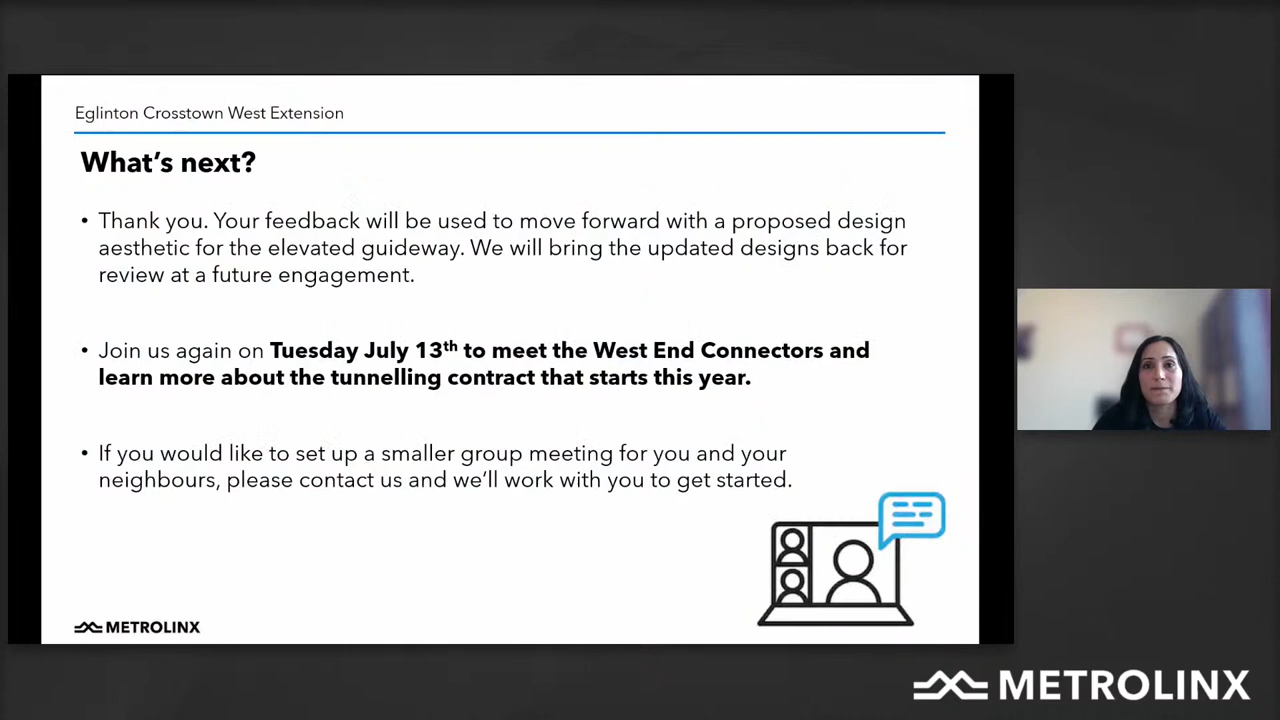 Eglinton Crosstown West Extension
What's next?
• Thank you. Your feedback will be used to move forward with a proposed design
aesthetic for the elevated guideway. We will bring the updated designs back for
review at a future engagement.
• Join us again on Tuesday July 13th to meet the West End Connectors and
learn more about the tunnelling contract that starts this year.
• If you would like to set up a smaller group meeting for you and your
neighbours, please contact us and we'll work with you to get started.
METROLINX
METROLINX